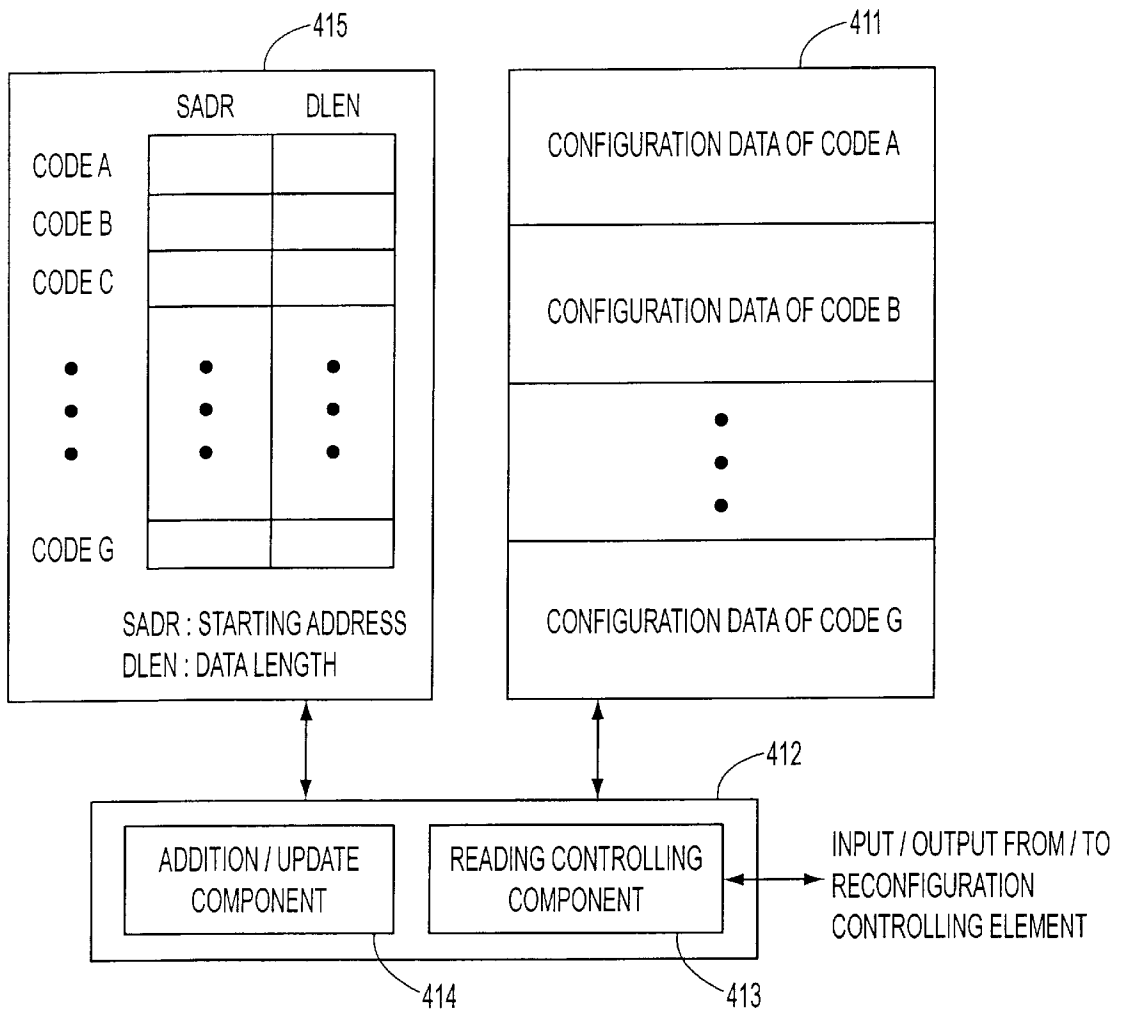 415
SADR DLEN
CODE A
CODE B
CODE C
CODE G
SADR : STARTING ADDRESS
DLEN : DATA LENGTH
411
CONFIGURATION DATA OF CODE A
CONFIGURATION DATA OF CODE B
CONFIGURATION DATA OF CODE G
412
ADDITION / UPDATE
COMPONENT
414
READING CONTROLLING
COMPONENT
413
INPUT / OUTPUT FROM / TO
RECONFIGURATION
CONTROLLING ELEMENT